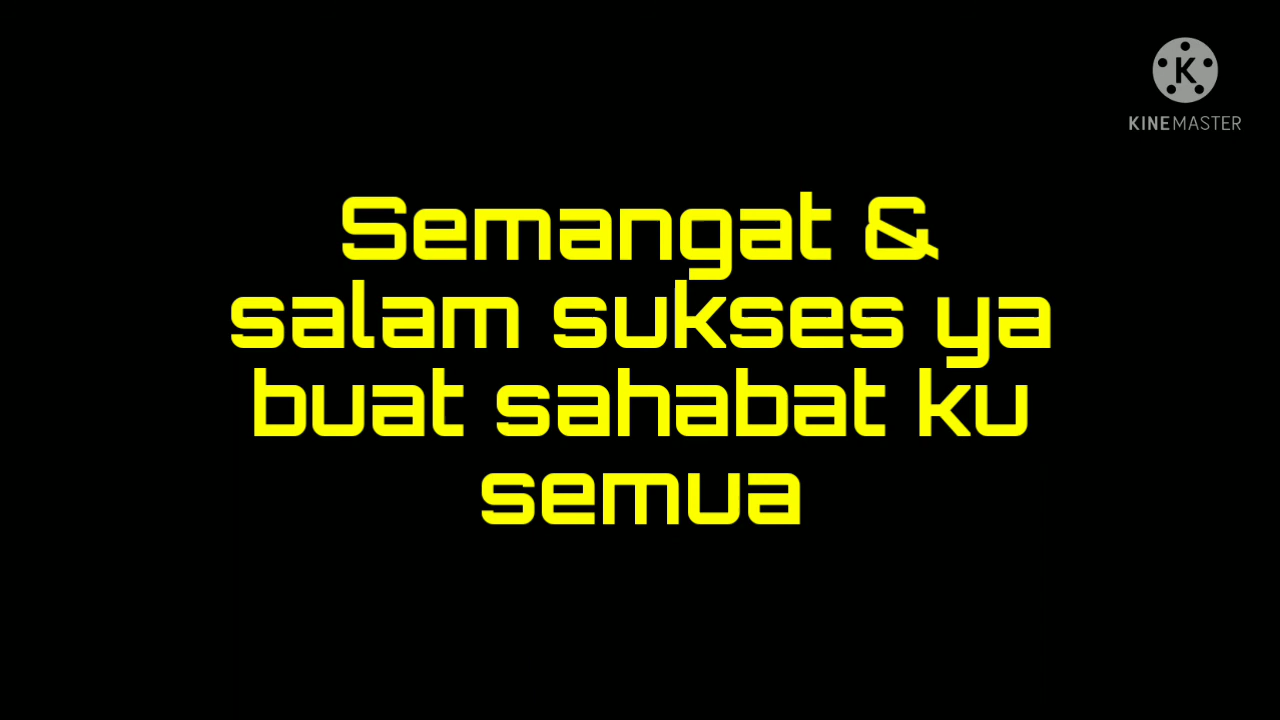 K
KINEMASTER
Semangat &
salam sukses ya
buat sahabat ku
semua